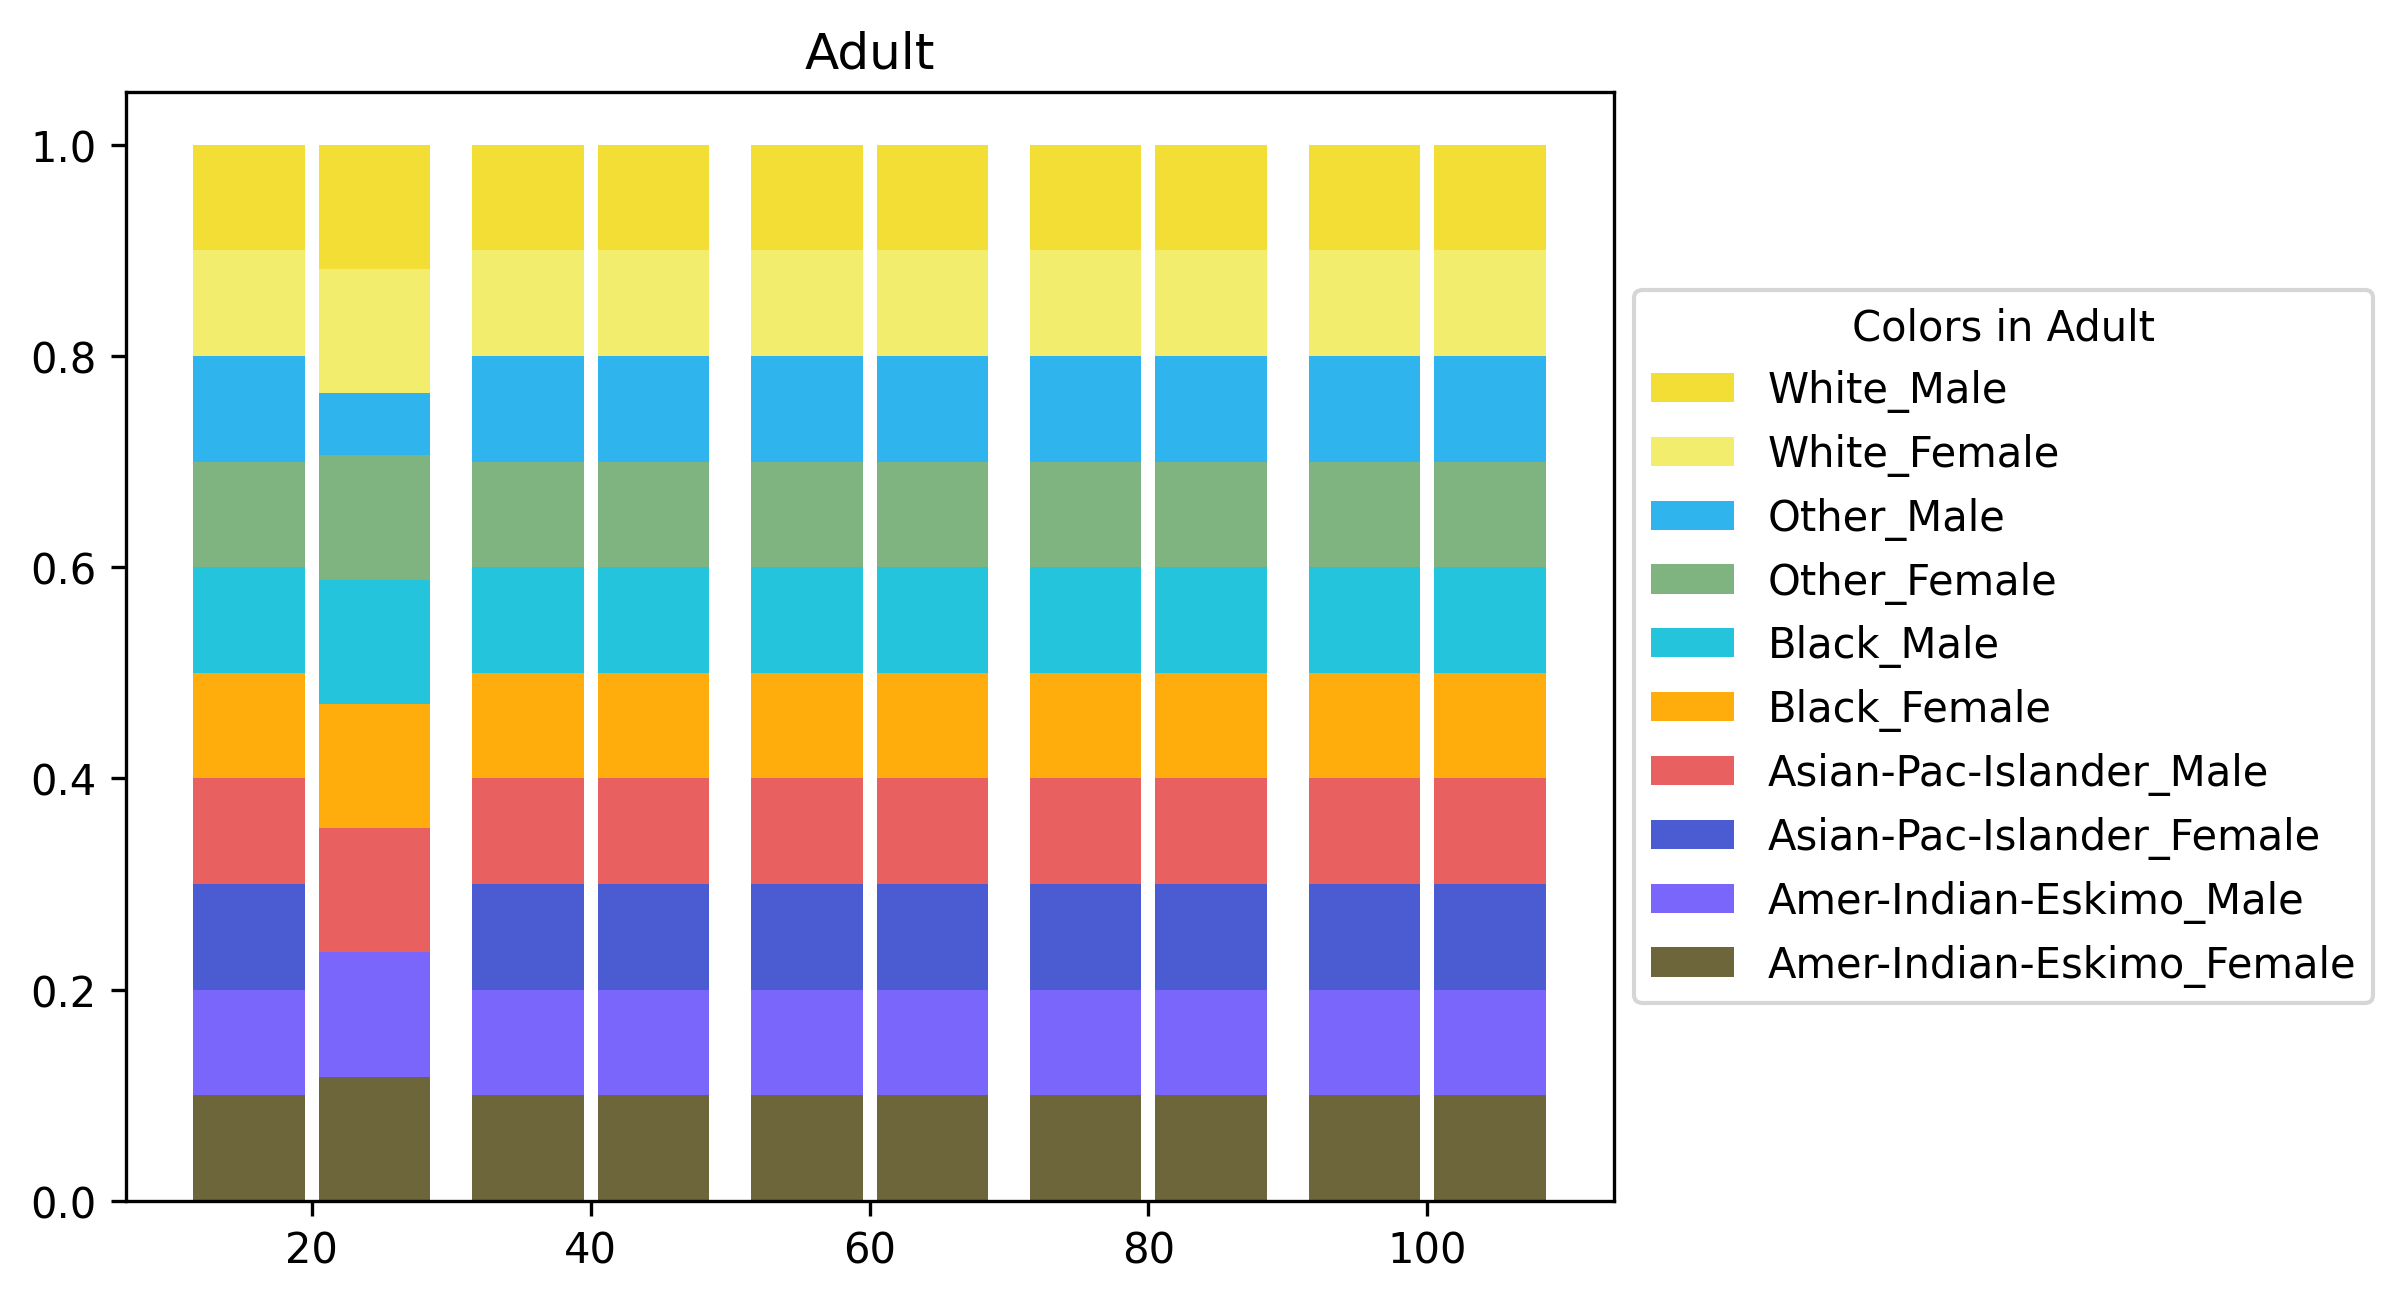 Adult
1.0
0.8
0.6
0.4
0.2
0.0
20 40 60 80 100
Colors in Adult
White_Male
White_Female
Other_Male
Other_Female
Black_Male
Black_Female
Asian-Pac-Islander_Male
Asian-Pac-Islander_Female
Amer-Indian-Eskimo_Male
Amer-Indian-Eskimo_Female